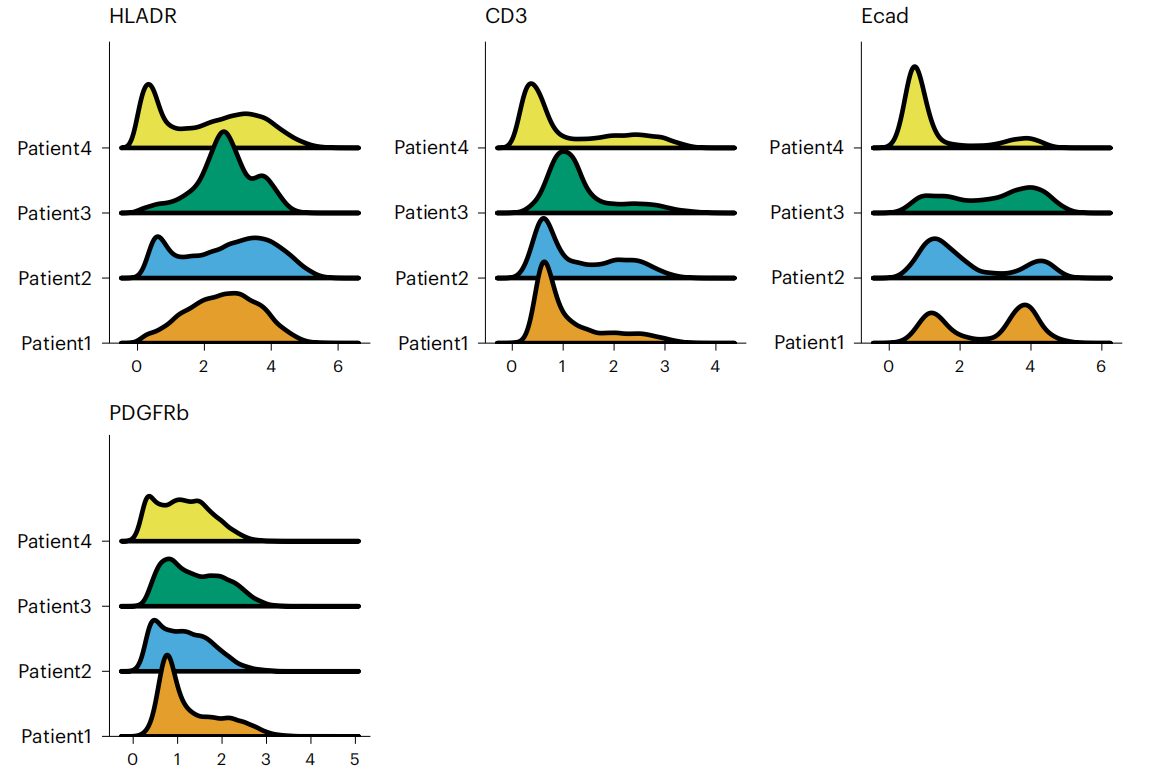 HLADR
Patient4
Patient3
Patient2
Patient1
0 2 4 6
CD3
Patient4
Patient3
Patient2
Patient1
0 1 2 3 4
Ecad
Patient4
Patient3
Patient2
Patient1
0 2 4 6
PDGFRb
Patient4
Patient3
Patient2
Patient1
0 1 2 3 4 5